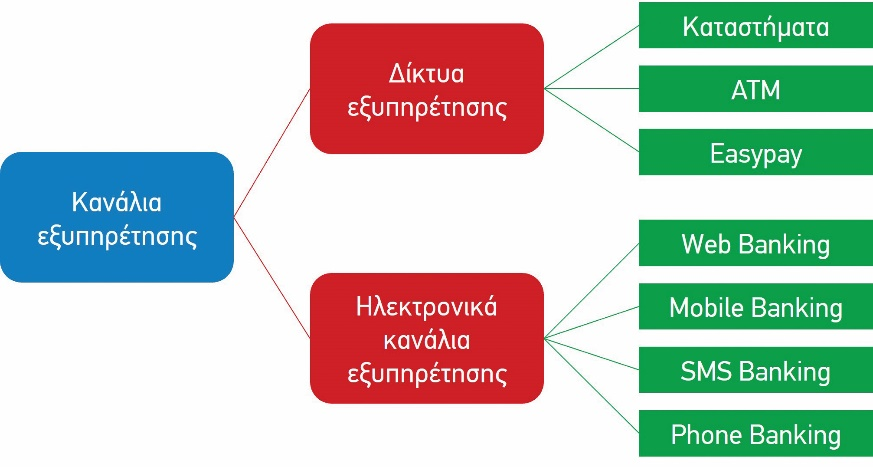 Κανάλια
εξυπηρέτησης
Δίκτυα
εξυπηρέτησης
Καταστήματα
ATM
Easypay
Ηλεκτρονικά
κανάλια
εξυπηρέτησης
Web Banking
Mobile Banking
SMS Banking
Phone Banking